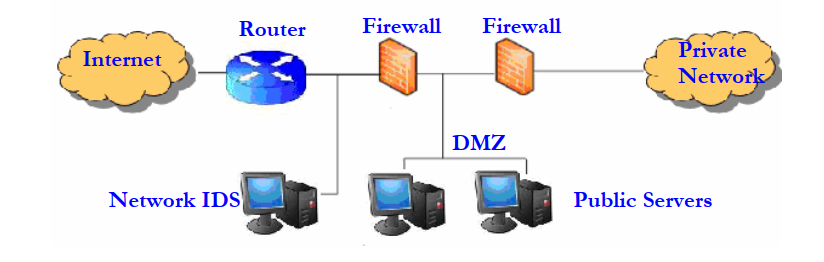 Internet
Router
Firewall
Firewall
Private
Network
DMZ
Network IDS
Public Servers